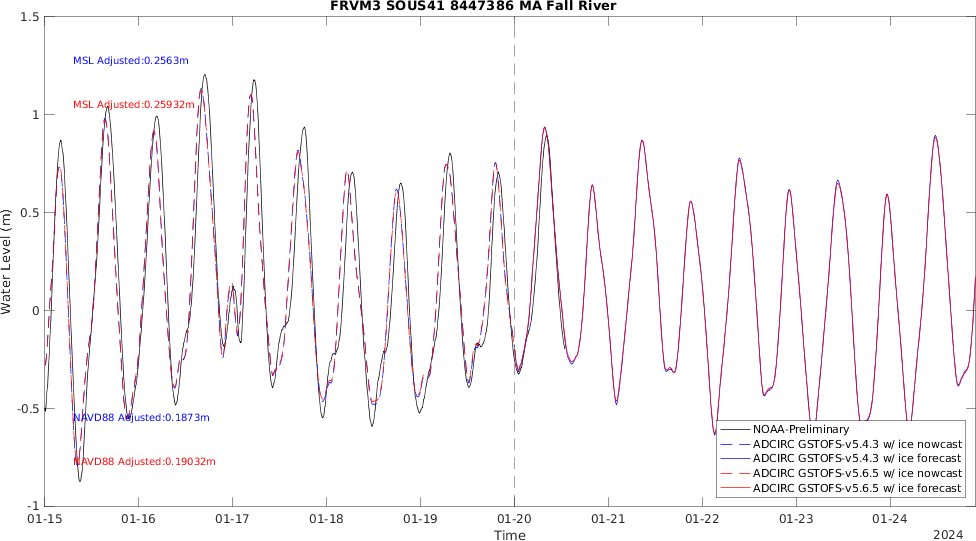 FRVM3 SOUS41 8447386 MA Fall River
1.5
1
0.5
0
-0.5
-1
Water Level (m)
MSL Adjusted:0.2563m
MSL Adjusted:0.25932m
NAVD88 Adjusted:0.1873m
NAVD88 Adjusted:0.19032m
NOAA-Preliminary
ADCIRC GSTOFS-v5.4.3 w/ ice nowcast
ADCIRC GSTOFS-v5.4.3 w/ ice forecast
ADCIRC GSTOFS-v5.6.5 w/ ice nowcast
ADCIRC GSTOFS-v5.6.5 w/ ice forecast
01-15 01-16 01-17 01-18 01-19 01-20 01-21 01-22 01-23 01-24
Time
2024